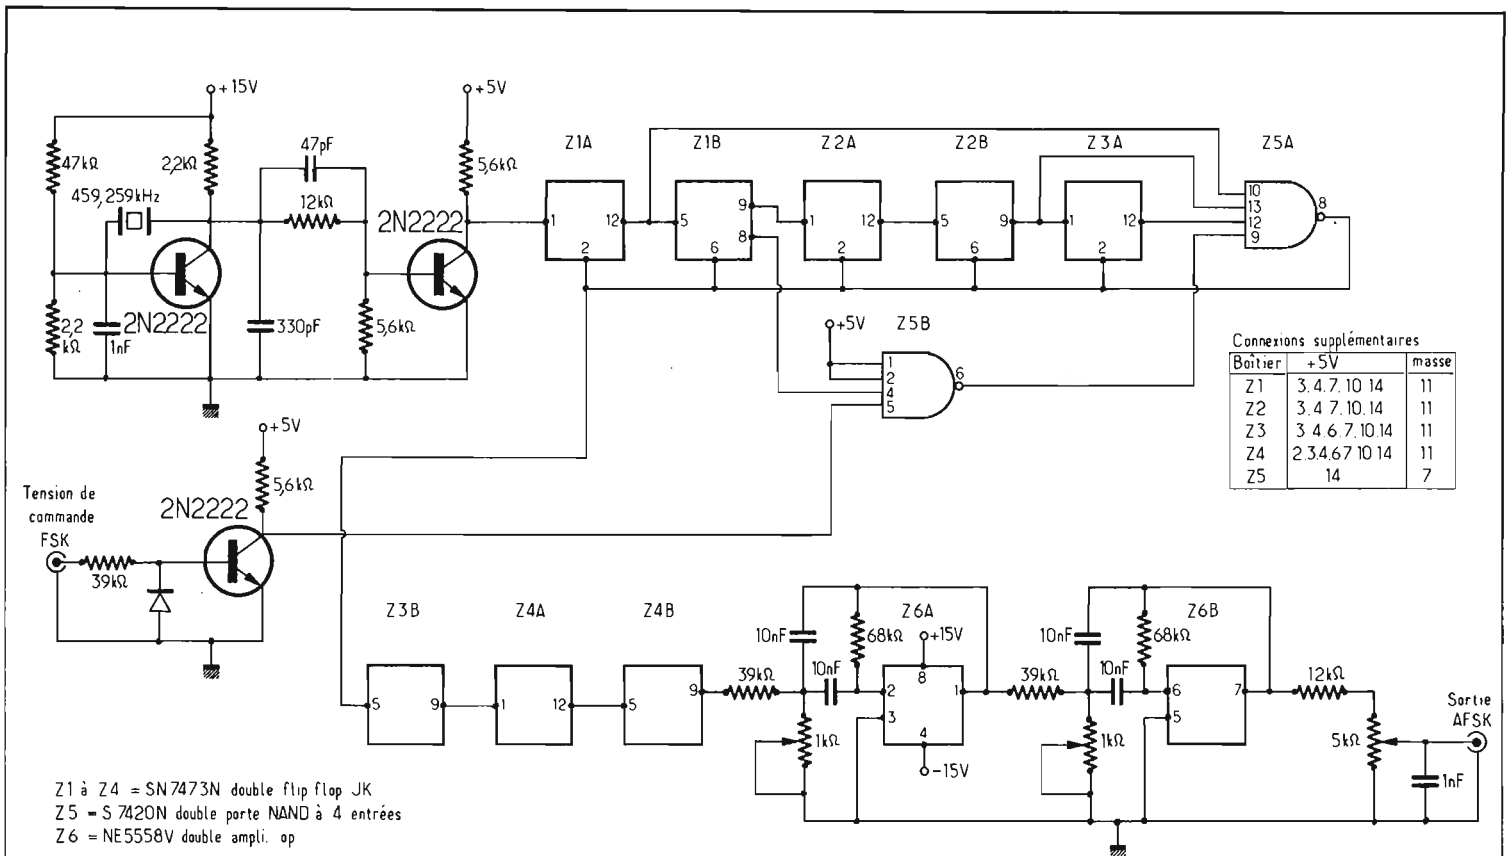 +15V
+5V
47kΩ
2,2kΩ
47pF
5,6kΩ
459,259kHz
12kΩ
2N2222
2N2222
2,2
kΩ
1nF
330pF
5,6kΩ
Z1A
Z1B
Z2A
Z2B
Z3A
Z5A
1
12
2
5
9
8
6
1
2
5
9
6
1
12
2
10
13
12
9
8
+5V
Z5B
1
2
4
5
6
Connexions supplémentaires
Boîtier +5V masse
Z1 3.4.7.10 14 11
Z2 3.4 7.10.14 11
Z3 3 4.6.7.10.14 11
Z4 2.3.4.67 10 14 11
Z5 14 7
+5V
5,6kΩ
Tension de
commande
FSK
2N2222
39kΩ
Z3B
Z4A
Z4B
Z6A
Z6B
5
9
1
12
5
9
39kΩ
10nF
10nF
68kΩ
+15V
8
2
3
1
4
-15V
1kΩ
39kΩ
10nF
10nF
68kΩ
6
5
7
1kΩ
12kΩ
5kΩ
Sortie
AFSK
1nF
Z1 à Z4 = SN7473N double flip flop JK
Z5 = S 7420N double porte NAND à 4 entrées
Z6 = NE5558V double ampli. op